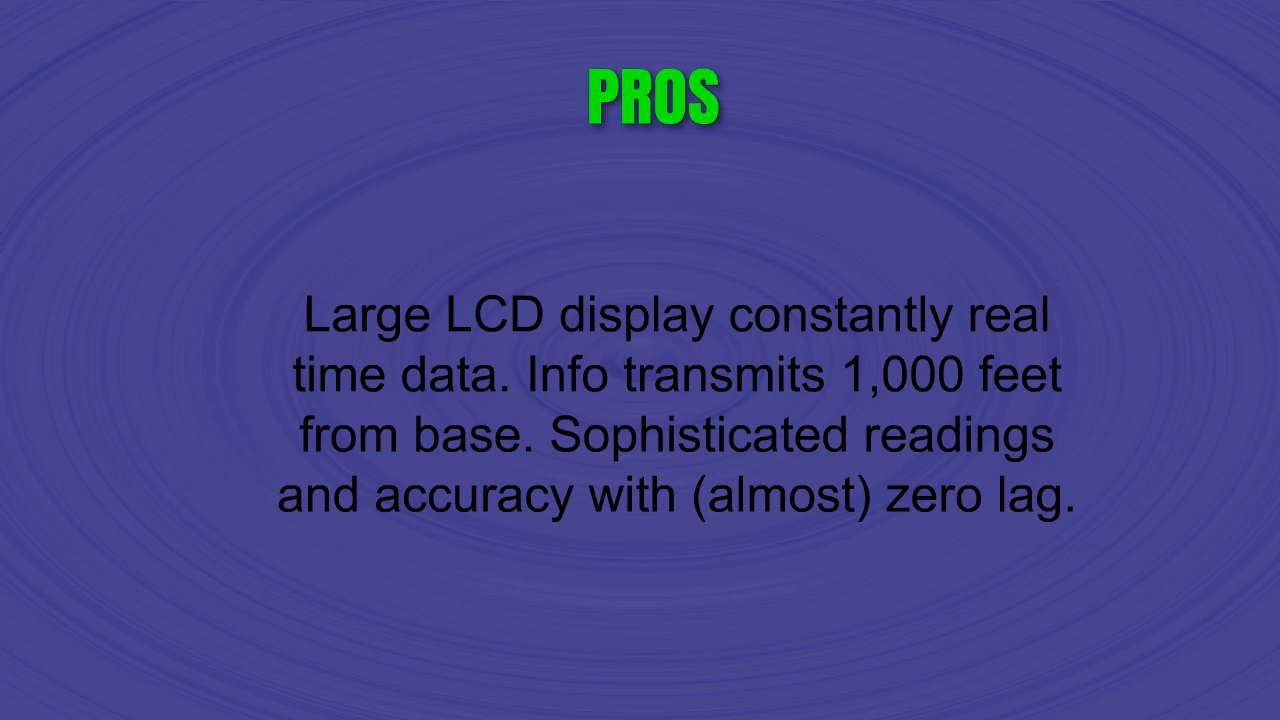 PROS
Large LCD display constantly real
time data. Info transmits 1,000 feet
from base. Sophisticated readings
and accuracy with (almost) zero lag.